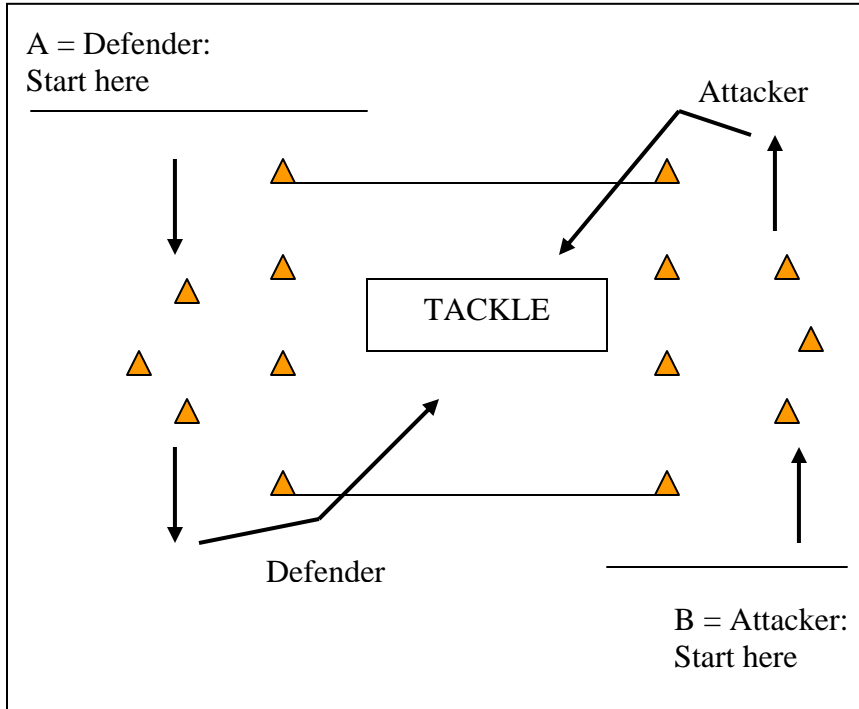 A = Defender:
Start here
Attacker
TACKLE
Defender
B = Attacker:
Start here